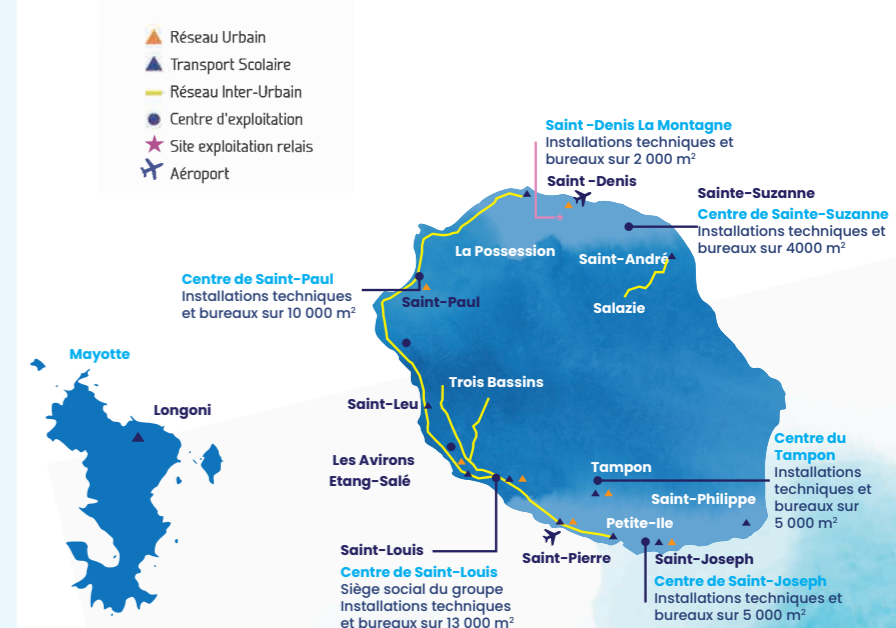 Réseau Urbain
Transport Scolaire
Réseau Inter-Urbain
Centre d'exploitation
Site exploitation relais
Aéroport
Saint -Denis La Montagne
Installations techniques et
bureaux sur 2 000 m²
Saint -Denis
Sainte-Suzanne
Centre de Sainte-Suzanne
Installations techniques et
bureaux sur 4000 m²
La Possession
Saint-André
Salazie
Centre de Saint-Paul
Installations techniques
et bureaux sur 10 000 m²
Saint-Paul
Mayotte
Longoni
Trois Bassins
Saint-Leu
Les Avirons
Etang-Salé
Tampon
Centre du
Tampon
Installations
techniques et
bureaux sur
5 000 m²
Saint-Philippe
Petite-Ile
Saint-Louis
Centre de Saint-Louis
Siège social du groupe
Installations techniques
et bureaux sur 13 000 m²
Saint-Pierre
Saint-Joseph
Centre de Saint-Joseph
Installations techniques et
bureaux sur 5 000 m²